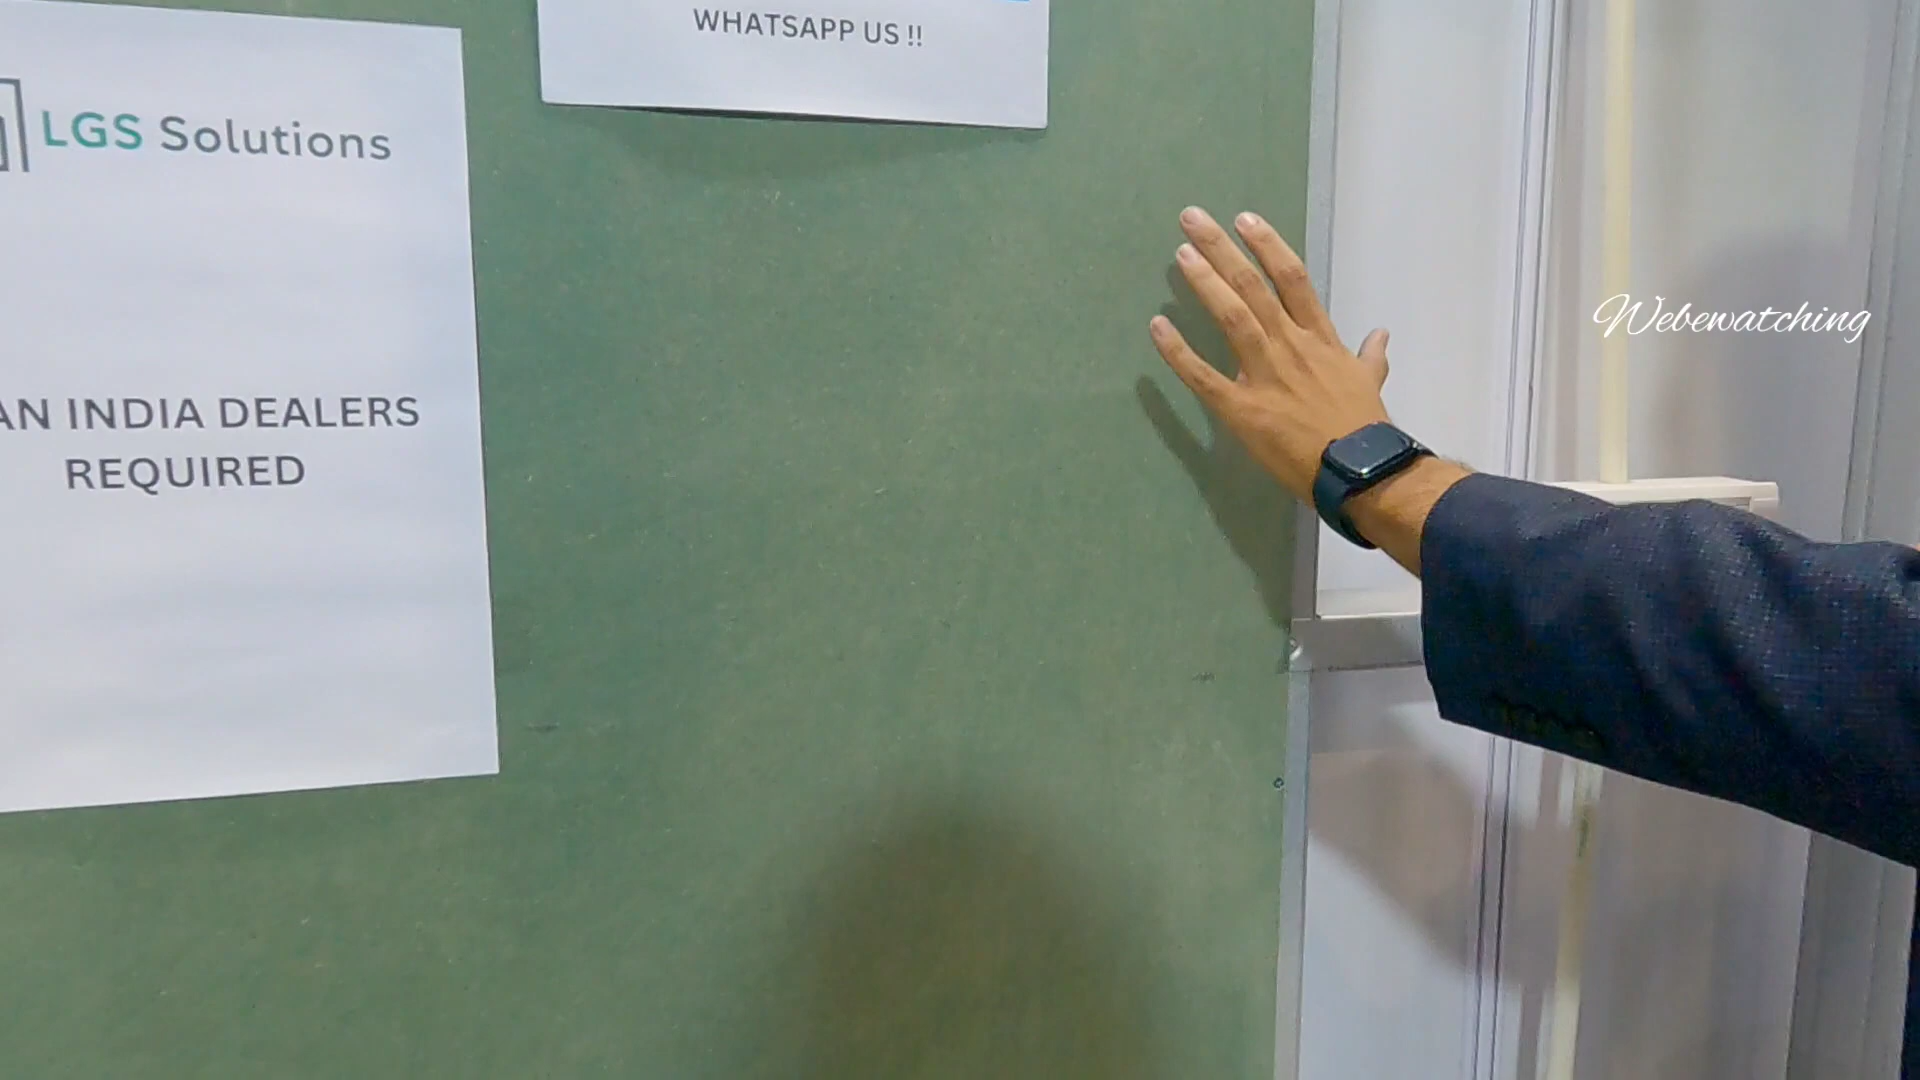 WHATSAPP US !!
LGS Solutions
AN INDIA DEALERS
REQUIRED
Webewatching